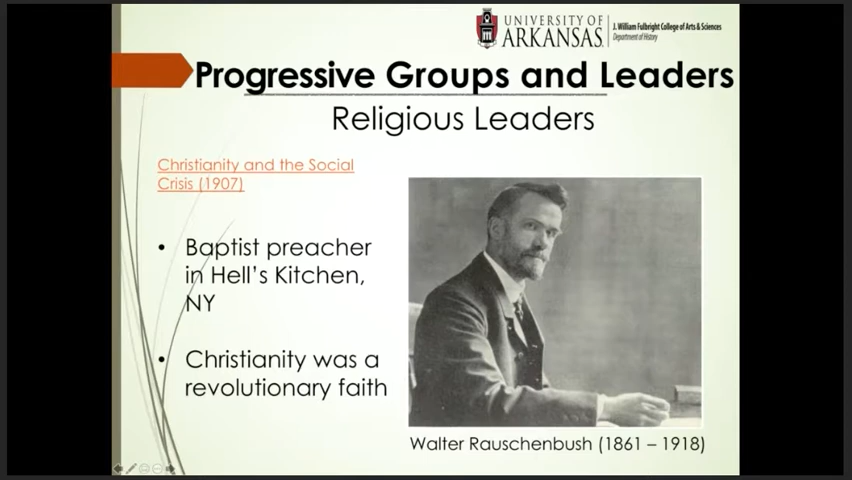 UNIVERSITY OF
ARKANSAS
J. William Fulbright College of Arts & Sciences
Department of History
Progressive Groups and Leaders
Religious Leaders
Christianity and the Social
Crisis (1907)
• Baptist preacher
in Hell's Kitchen,
NY
• Christianity was a
revolutionary faith
Walter Rauschenbush (1861 – 1918)